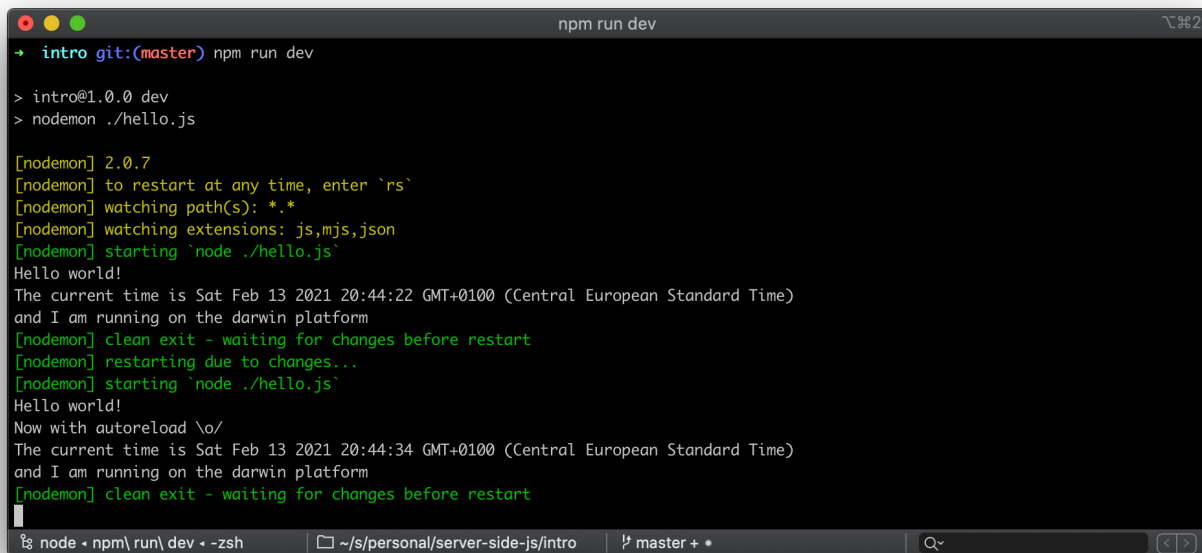 npm run dev
⌥⌘2
→ intro git:(master) npm run dev
> intro@1.0.0 dev
> nodemon ./hello.js
[nodemon] 2.0.7
[nodemon] to restart at any time, enter `rs`
[nodemon] watching path(s): *.*
[nodemon] watching extensions: js,mjs,json
[nodemon] starting `node ./hello.js`
Hello world!
The current time is Sat Feb 13 2021 20:44:22 GMT+0100 (Central European Standard Time)
and I am running on the darwin platform
[nodemon] clean exit - waiting for changes before restart
[nodemon] restarting due to changes...
[nodemon] starting `node ./hello.js`
Hello world!
Now with autoreload \o/
The current time is Sat Feb 13 2021 20:44:34 GMT+0100 (Central European Standard Time)
and I am running on the darwin platform
[nodemon] clean exit - waiting for changes before restart
node ◂ npm\ run\ dev ◂ -zsh
~/s/personal/server-side-js/intro
master + •